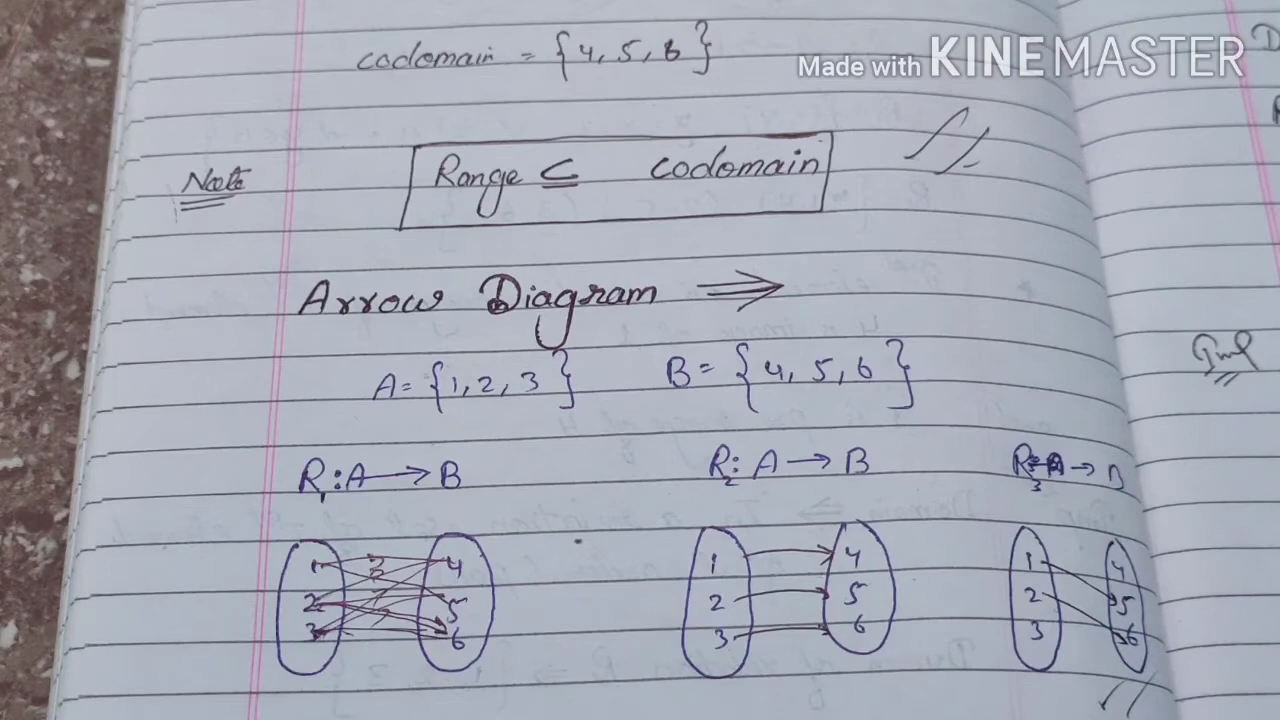 codomain = {4, 5, 6}
Made with KINEMASTER
Note
Range ⊆ codomain
Arrow Diagram ⟹
A = {1, 2, 3} B = {4, 5, 6}
R₁: A → B R₂: A → B R₃: A → B
1 4 1 4 1 4
2 5 2 5 2 5
3 6 3 6 3 6